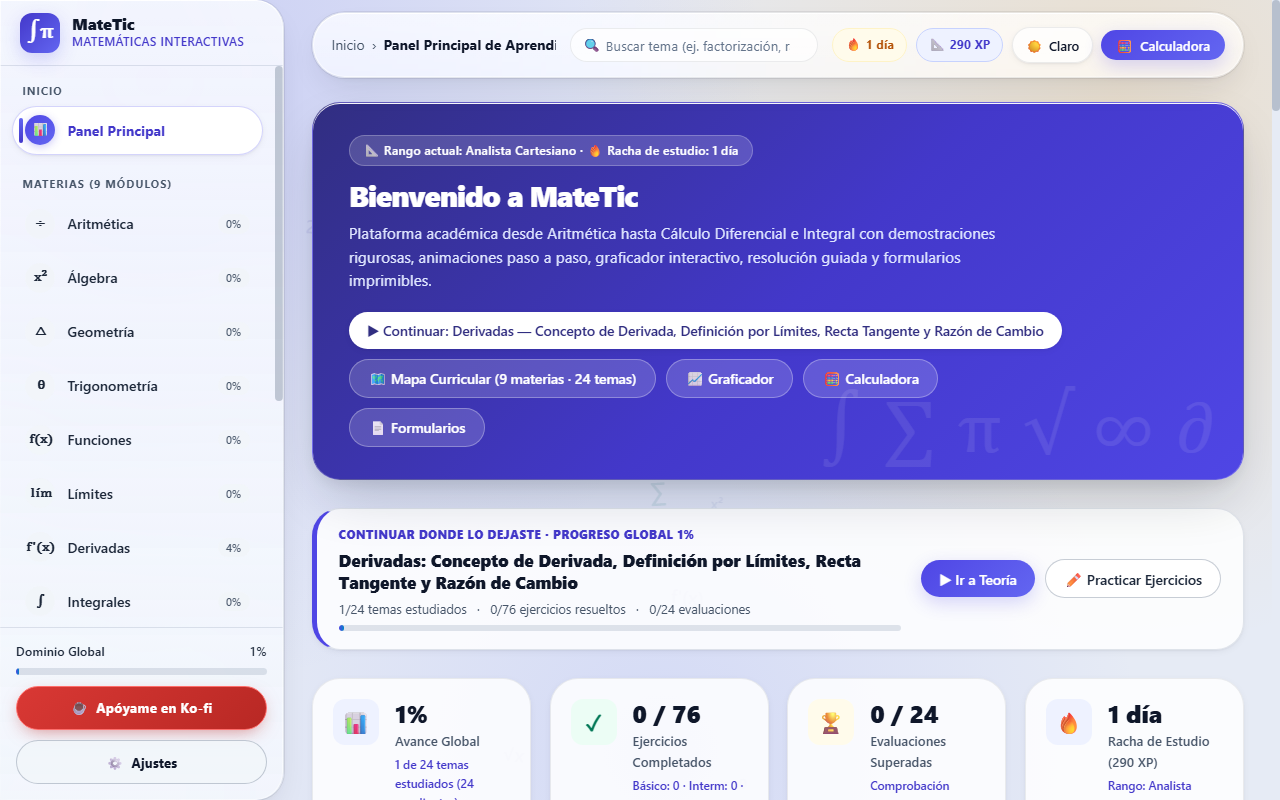 ∫π
MateTic
MATEMÁTICAS INTERACTIVAS
INICIO
Panel Principal
MATERIAS (9 MÓDULOS)
÷ Aritmética 0%
x² Álgebra 0%
△ Geometría 0%
θ Trigonometría 0%
f(x) Funciones 0%
lím Límites 0%
f'(x) Derivadas 4%
∫ Integrales 0%
Dominio Global 1%
Apóyame en Ko-fi
Ajustes
Inicio › Panel Principal de Aprendi
Buscar tema (ej. factorización, r
1 día
290 XP
Claro
Calculadora
Rango actual: Analista Cartesiano · Racha de estudio: 1 día
Bienvenido a MateTic
Plataforma académica desde Aritmética hasta Cálculo Diferencial e Integral con demostraciones
rigurosas, animaciones paso a paso, graficador interactivo, resolución guiada y formularios
imprimibles.
▶ Continuar: Derivadas — Concepto de Derivada, Definición por Límites, Recta Tangente y Razón de Cambio
Mapa Curricular (9 materias · 24 temas)
Graficador
Calculadora
Formularios
∫ Σ π √ ∞ ∂
Σ
CONTINUAR DONDE LO DEJASTE · PROGRESO GLOBAL 1%
Derivadas: Concepto de Derivada, Definición por Límites, Recta
Tangente y Razón de Cambio
1/24 temas estudiados · 0/76 ejercicios resueltos · 0/24 evaluaciones
▶ Ir a Teoría
Practicar Ejercicios
1%
Avance Global
1 de 24 temas
estudiados (24
0 / 76
Ejercicios
Completados
Básico: 0 · Interm: 0 ·
0 / 24
Evaluaciones
Superadas
Comprobación
1 día
Racha de Estudio
(290 XP)
Rango: Analista